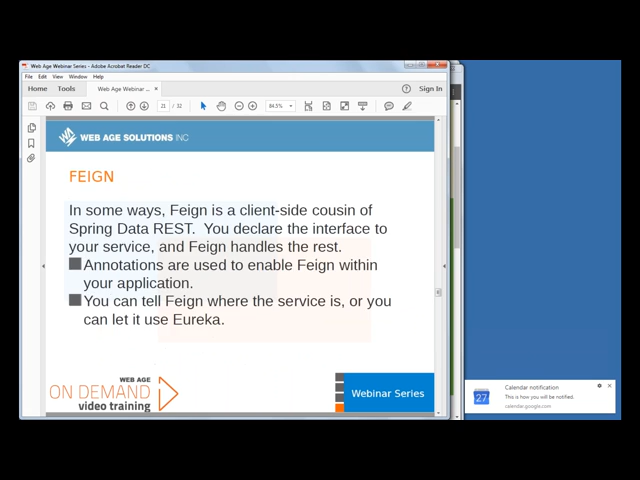 Web Age Webinar Series - Adobe Acrobat Reader DC
File Edit View Window Help
Home Tools Web Age Webinar ... × Sign In
21 / 32 84.5%
WEB AGE SOLUTIONS INC
FEIGN
In some ways, Feign is a client-side cousin of
Spring Data REST. You declare the interface to
your service, and Feign handles the rest.
Annotations are used to enable Feign within
your application.
You can tell Feign where the service is, or you
can let it use Eureka.
WEB AGE
ON DEMAND
video training
Webinar Series
Calendar notification
This is how you will be notified.
calendar.google.com
27